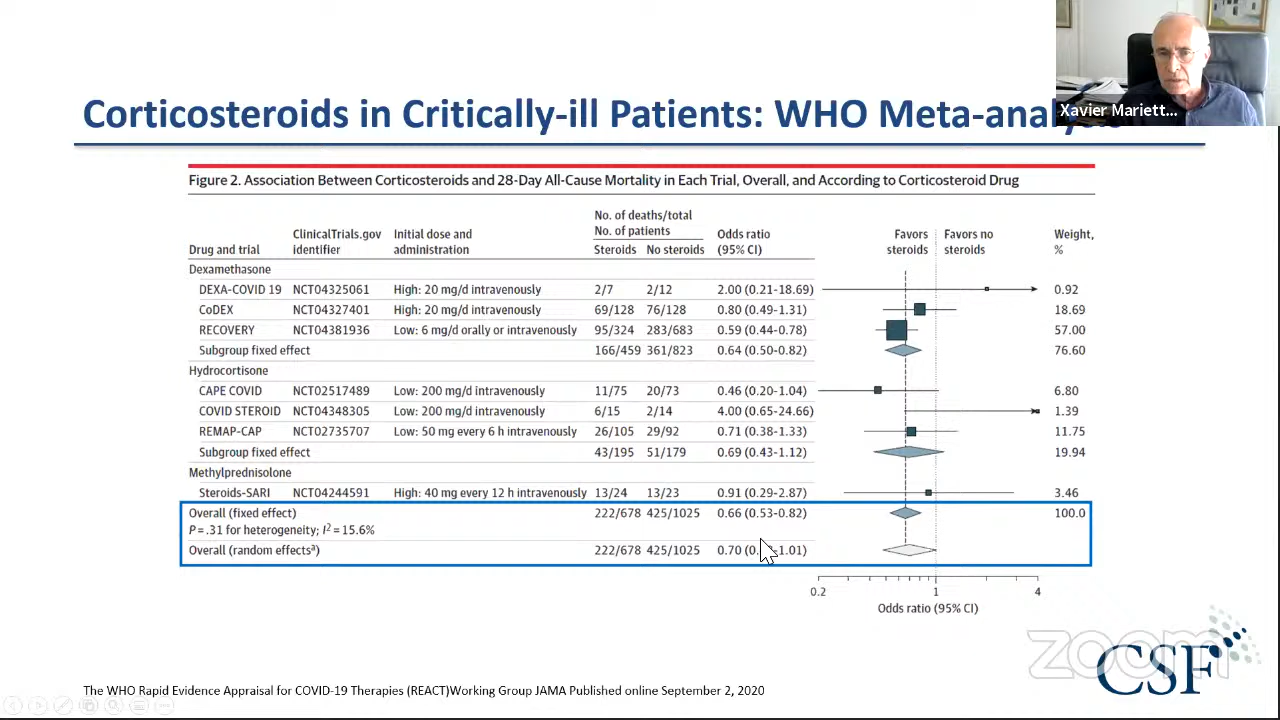 Corticosteroids in Critically-ill Patients: WHO Meta-
Xavier Mariett...
Figure 2. Association Between Corticosteroids and 28-Day All-Cause Mortality in Each Trial, Overall, and According to Corticosteroid Drug
No. of deaths/total
No. of patients
ClinicalTrials.gov Initial dose and Odds ratio Favors Favors no Weight,
Drug and trial identifier administration Steroids No steroids (95% CI) steroids steroids %
Dexamethasone
DEXA-COVID 19 NCT04325061 High: 20 mg/d intravenously 2/7 2/12 2.00 (0.21-18.69) 0.92
CoDEX NCT04327401 High: 20 mg/d intravenously 69/128 76/128 0.80 (0.49-1.31) 18.69
RECOVERY NCT04381936 Low: 6 mg/d orally or intravenously 95/324 283/683 0.59 (0.44-0.78) 57.00
Subgroup fixed effect 166/459 361/823 0.64 (0.50-0.82) 76.60
Hydrocortisone
CAPE COVID NCT02517489 Low: 200 mg/d intravenously 11/75 20/73 0.46 (0.20-1.04) 6.80
COVID STEROID NCT04348305 Low: 200 mg/d intravenously 6/15 2/14 4.00 (0.65-24.66) 1.39
REMAP-CAP NCT02735707 Low: 50 mg every 6 h intravenously 26/105 29/92 0.71 (0.38-1.33) 11.75
Subgroup fixed effect 43/195 51/179 0.69 (0.43-1.12) 19.94
Methylprednisolone
Steroids-SARI NCT04244591 High: 40 mg every 12 h intravenously 13/24 13/23 0.91 (0.29-2.87) 3.46
Overall (fixed effect) 222/678 425/1025 0.66 (0.53-0.82) 100.0
P = .31 for heterogeneity; I² = 15.6%
Overall (random effectsᵃ) 222/678 425/1025 0.70 1.01)
0.2 1 4
Odds ratio (95% CI)
zoom
CSF
The WHO Rapid Evidence Appraisal for COVID-19 Therapies (REACT)Working Group JAMA Published online September 2, 2020